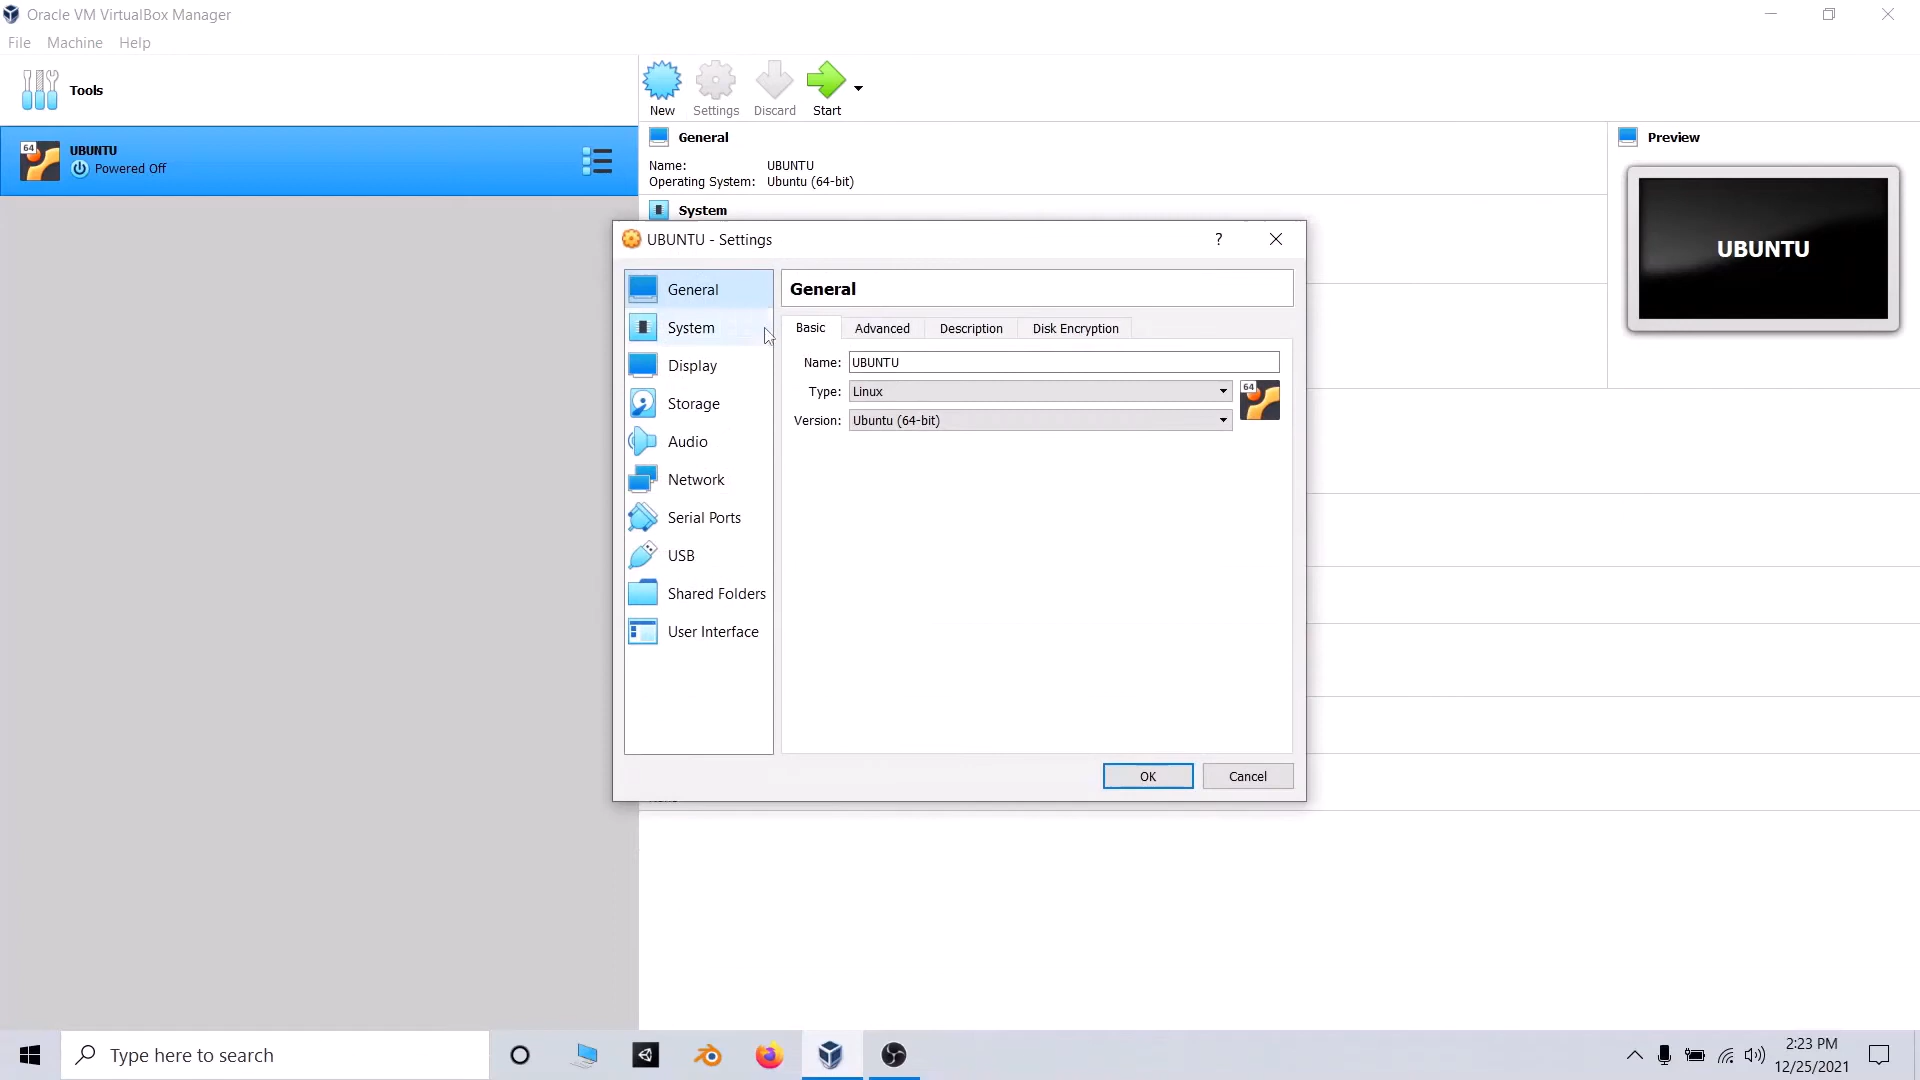 Oracle VM VirtualBox Manager
File Machine Help
Tools
64
UBUNTU
Powered Off
New Settings Discard Start
General
Name: UBUNTU
Operating System: Ubuntu (64-bit)
System
Preview
UBUNTU
UBUNTU - Settings
?
General
System
Display
Storage
Audio
Network
Serial Ports
USB
Shared Folders
User Interface
General
Basic Advanced Description Disk Encryption
Name: UBUNTU
Type: Linux
64
Version: Ubuntu (64-bit)
OK Cancel
Type here to search
2:23 PM
12/25/2021